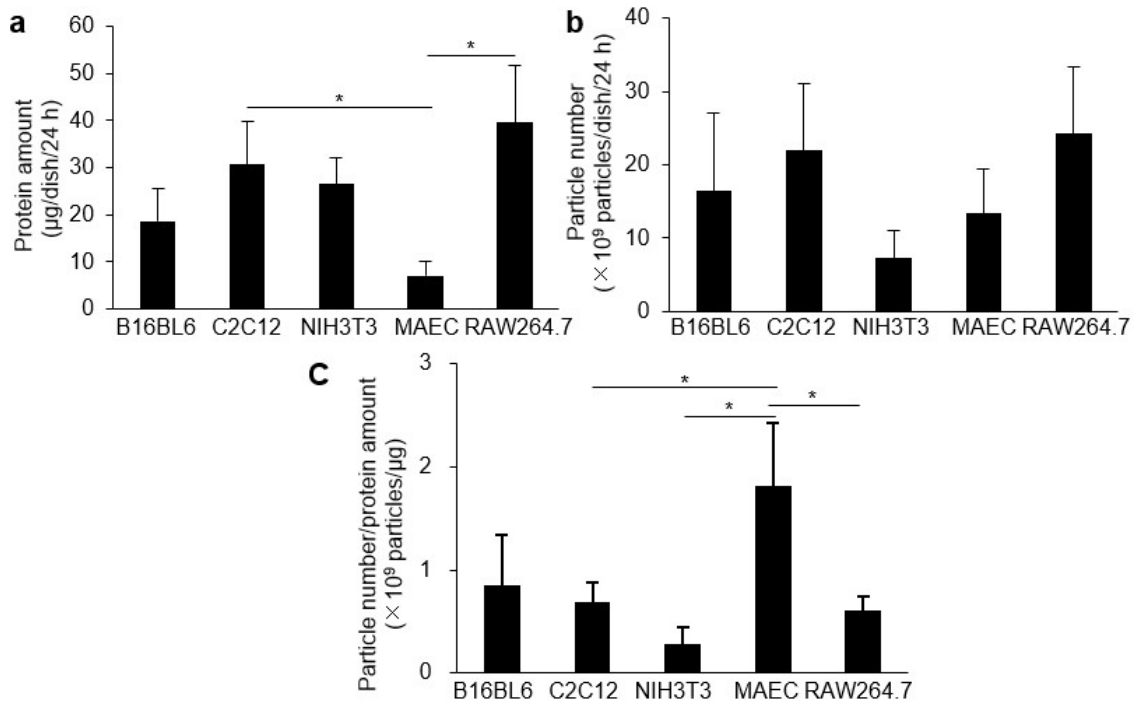 a
Protein amount
(µg/dish/24 h)
60
50
40
30
20
10
0
*
*
B16BL6 C2C12 NIH3T3 MAEC RAW264.7
b
Particle number
(×10⁹ particles/dish/24 h)
40
30
20
10
0
B16BL6 C2C12 NIH3T3 MAEC RAW264.7
C
Particle number/protein amount
(×10⁹ particles/µg)
3
2
1
0
*
*
*
B16BL6 C2C12 NIH3T3 MAEC RAW264.7